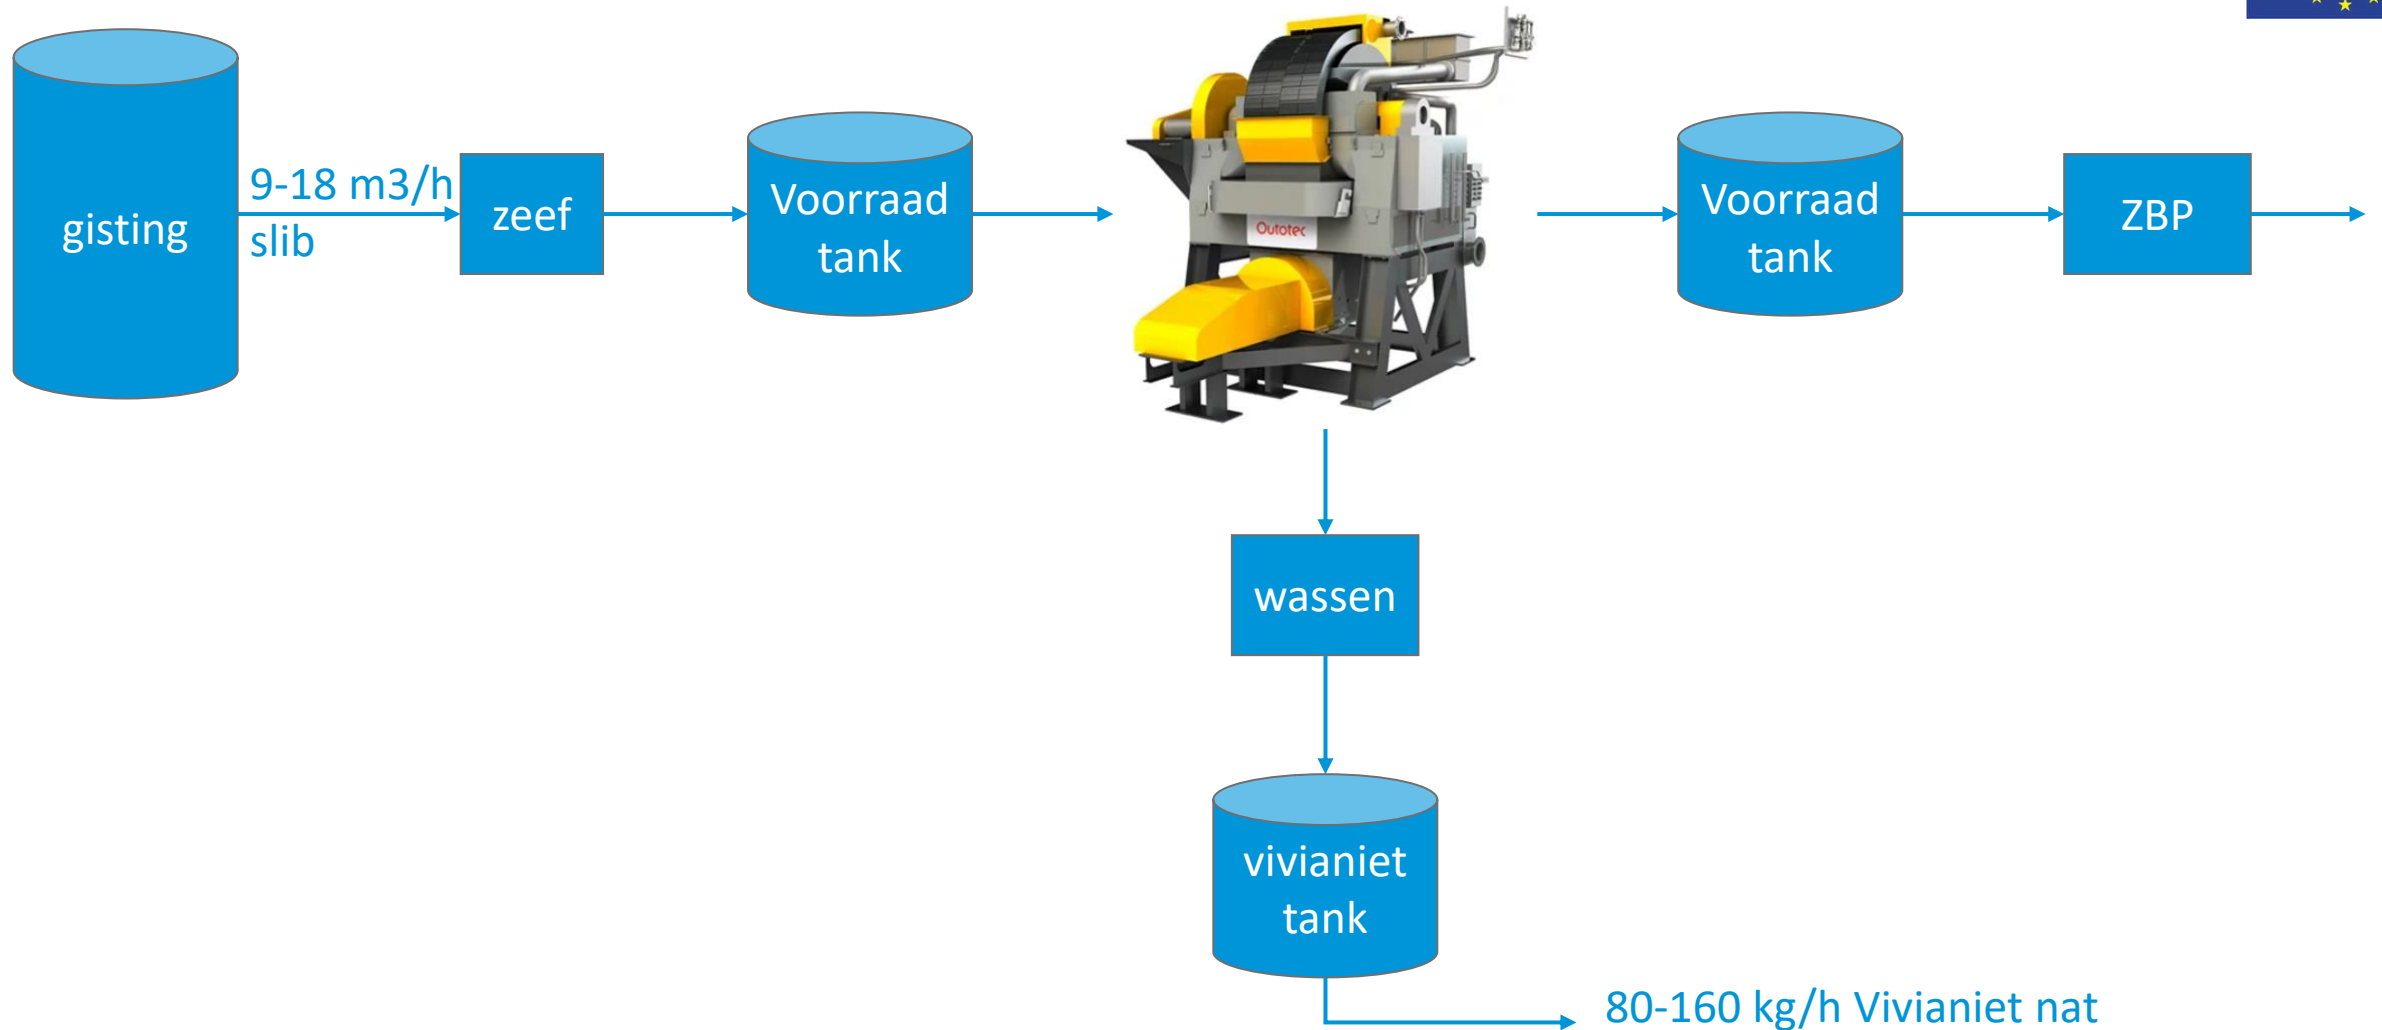 gisting
9-18 m3/h
slib
zeef
Voorraad
tank
Outotec
Voorraad
tank
ZBP
wassen
vivianiet
tank
80-160 kg/h Vivianiet nat